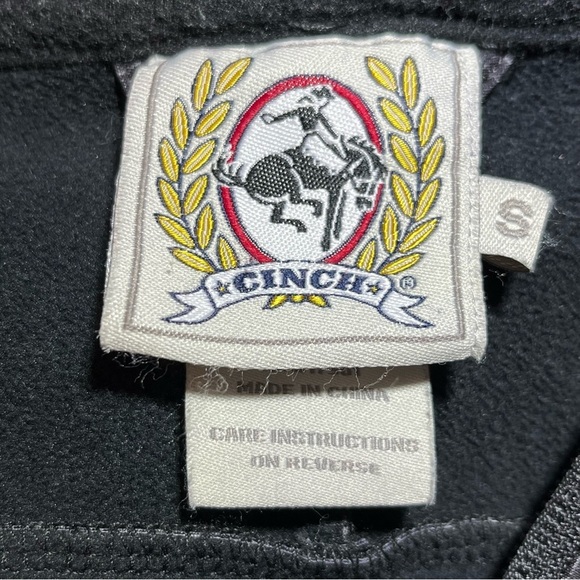 CINCH
®
S
MADE IN CHINA
CARE INSTRUCTIONS
ON REVERSE